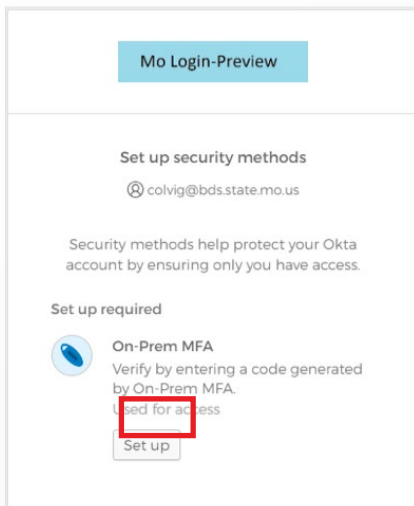 Mo Login-Preview
Set up security methods
colvig@bds.state.mo.us
Security methods help protect your Okta
account by ensuring only you have access.
Set up required
On-Prem MFA
Verify by entering a code generated
by On-Prem MFA.
Used for access
Set up